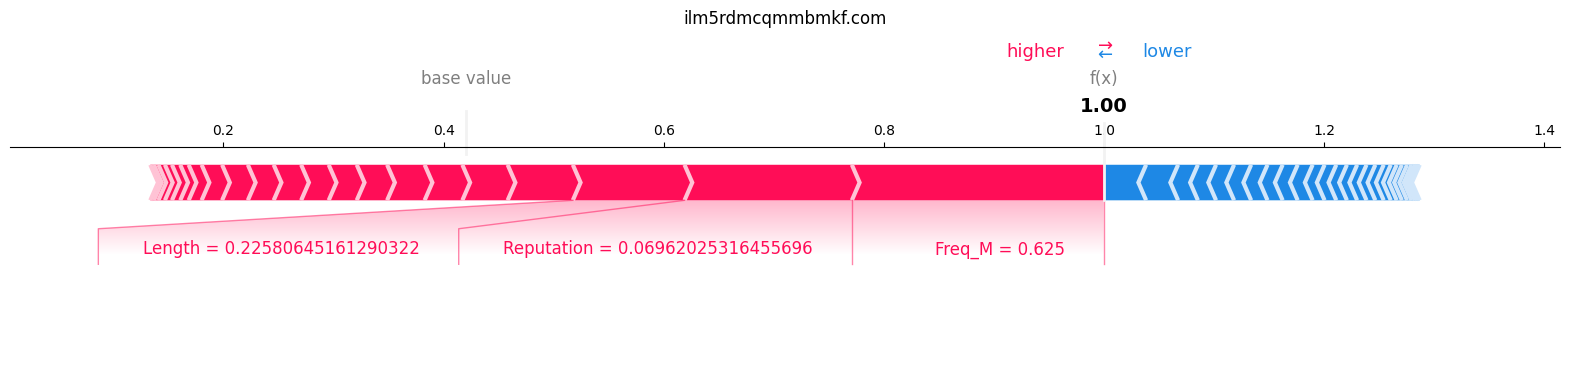 ilm5rdmcqmmbmkf.com
higher ⇄ lower
base value f(x)
1.00
0.2 0.4 0.6 0.8 1.0 1.2 1.4
Length = 0.22580645161290322 Reputation = 0.06962025316455696 Freq_M = 0.625